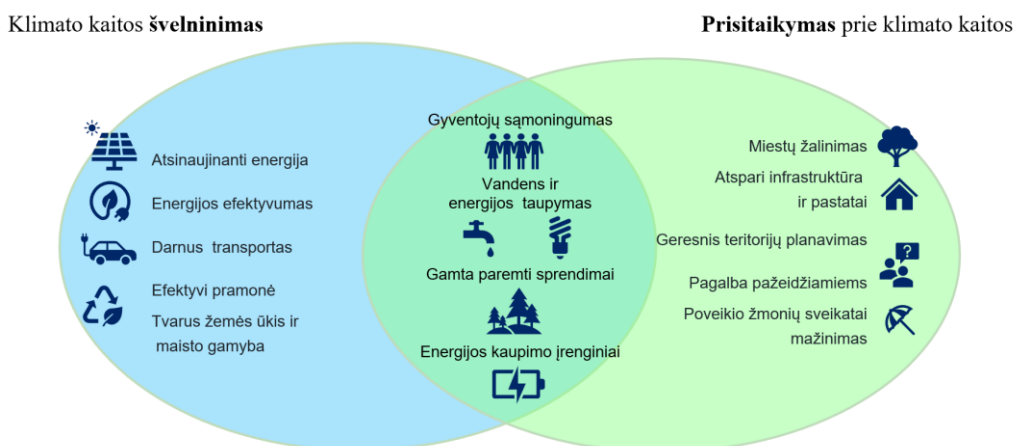 Klimato kaitos švelninimas
Prisitaikymas prie klimato kaitos
Atsinaujinanti energija
Energijos efektyvumas
Darnus transportas
Efektyvi pramonė
Tvarus žemės ūkis ir
maisto gamyba
Gyventojų sąmoningumas
Vandens ir
energijos taupymas
Gamta paremti sprendimai
Energijos kaupimo įrenginiai
Miestų žalinimas
Atspari infrastruktūra
ir pastatai
Geresnis teritorijų planavimas
?
Pagalba pažeidžiamiems
Poveikio žmonių sveikatai
mažinimas